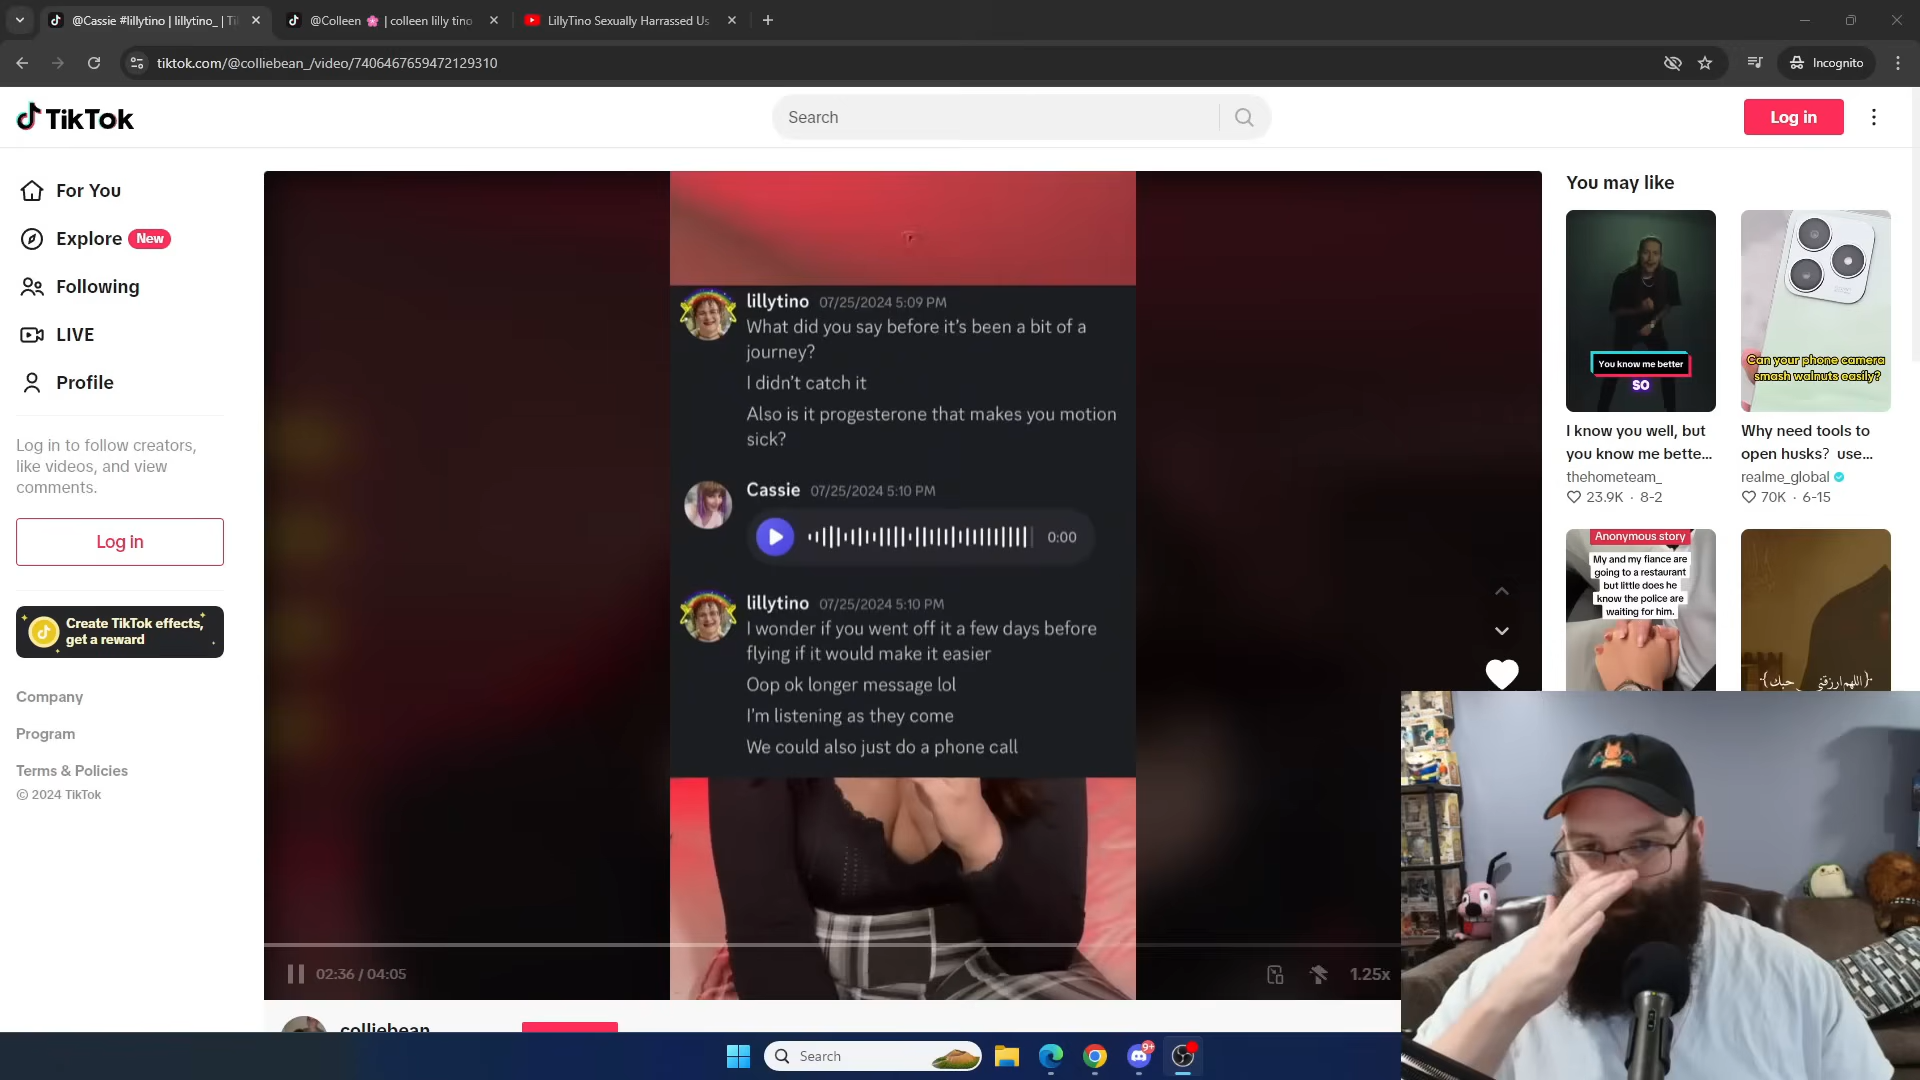 @Cassie #lillytino | lillytino_ | Ti
@Colleen 🌸 | colleen lilly tino
LillyTino Sexually Harrassed Us
tiktok.com/@colliebean_/video/7406467659472129310
Incognito
TikTok
Search
Log in
For You
Explore New
Following
LIVE
Profile
Log in to follow creators,
like videos, and view
comments.
Log in
Create TikTok effects,
get a reward
Company
Program
Terms & Policies
© 2024 TikTok
lillytino 07/25/2024 5:09 PM
What did you say before it's been a bit of a
journey?
I didn't catch it
Also is it progesterone that makes you motion
sick?
Cassie 07/25/2024 5:10 PM
0:00
lillytino 07/25/2024 5:10 PM
I wonder if you went off it a few days before
flying if it would make it easier
Oop ok longer message lol
I'm listening as they come
We could also just do a phone call
02:36 / 04:05
1.25x
colliebean
You may like
You know me better
SO
I know you well, but
you know me bette...
thehometeam_
23.9K · 8-2
Can your phone camera
smash walnuts easily?
Why need tools to
open husks? use...
realme_global
70K · 6-15
Anonymous story
My and my fiance are
going to a restaurant
but little does he
know the police are
waiting for him.
اللهم ارزقني حبك
Search
9+